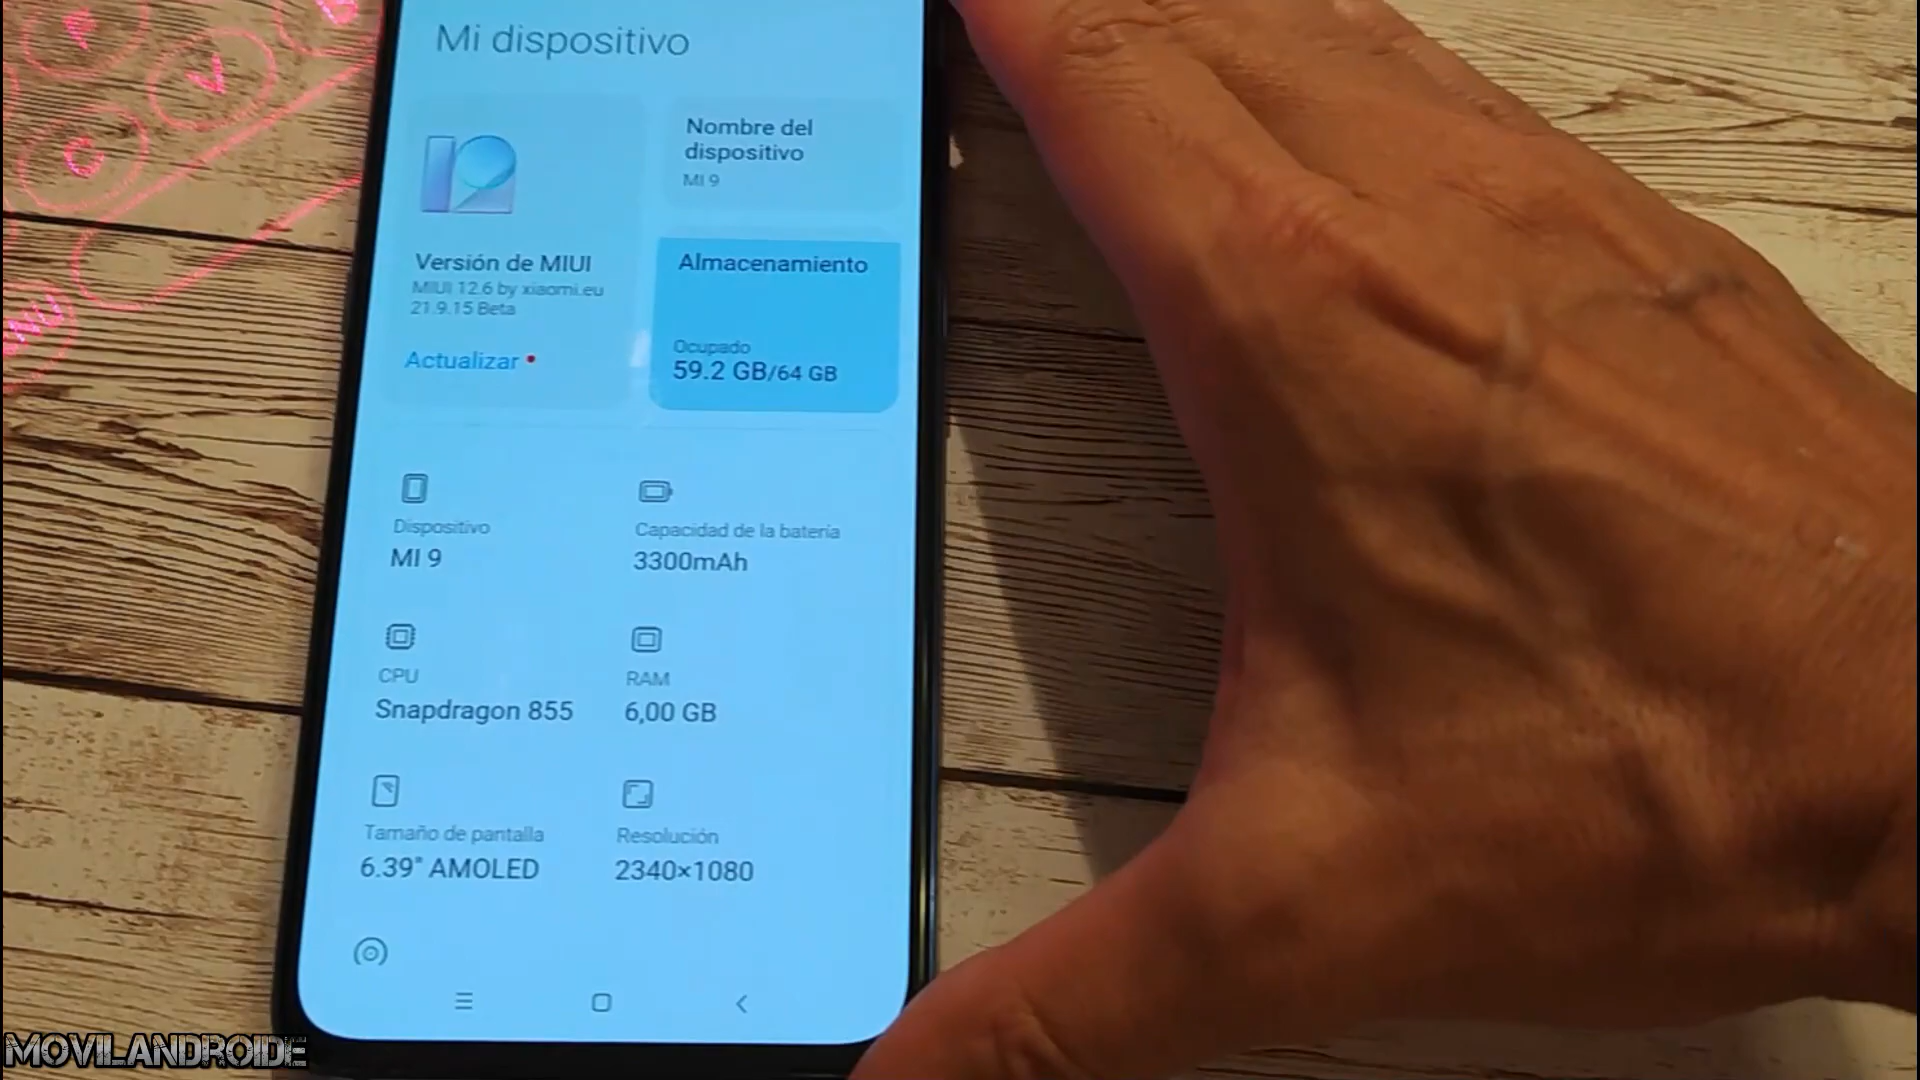 Mi dispositivo
Nombre del
dispositivo
MI 9
Versión de MIUI
MIUI 12.6 by xiaomi.eu
21.9.15 Beta
Actualizar
Almacenamiento
Ocupado
59.2 GB/64 GB
Dispositivo
MI 9
Capacidad de la batería
3300mAh
CPU
Snapdragon 855
RAM
6,00 GB
Tamaño de pantalla
6.39" AMOLED
Resolución
2340×1080
V
C
MOVILANDROIDE